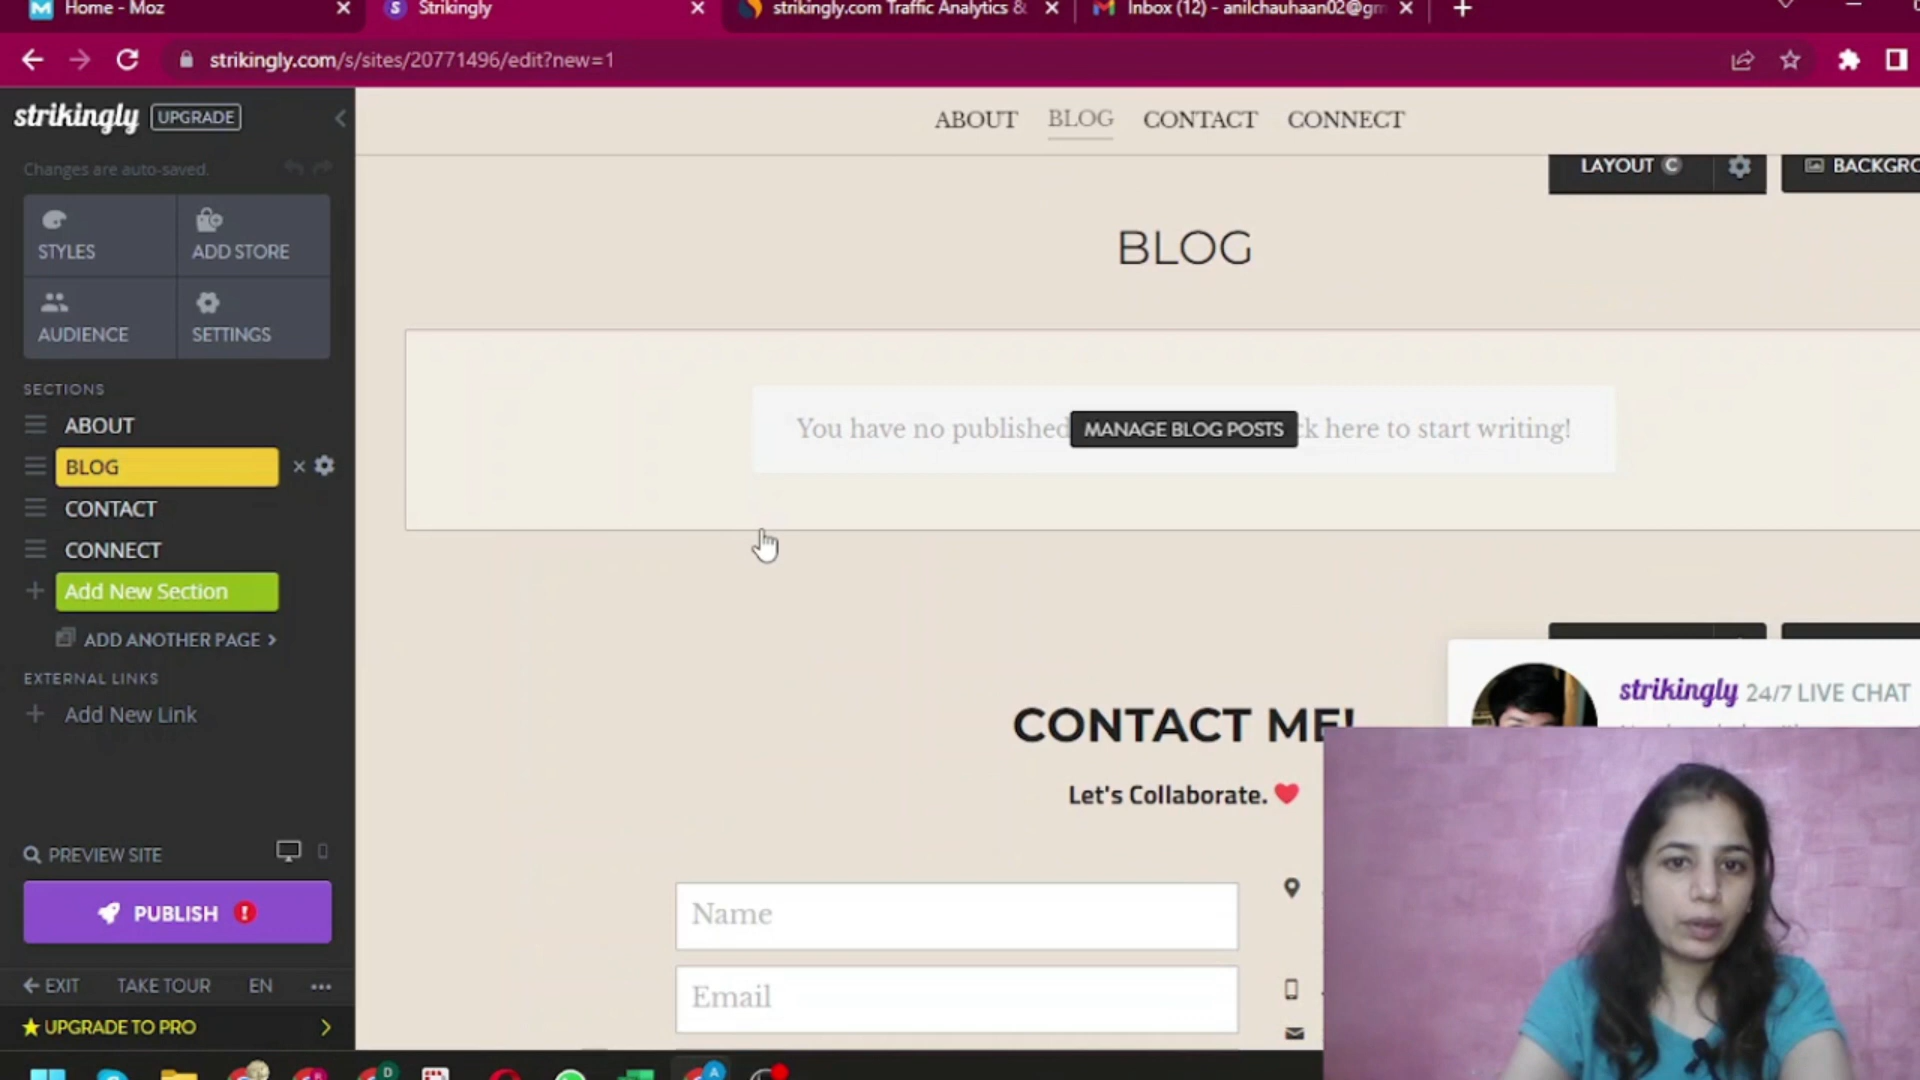 Home - Moz
Strikingly
strikingly.com Traffic Analytics &
Inbox (12) - anilchauhaan02@gm
strikingly.com/s/sites/20771496/edit?new=1
strikingly UPGRADE
Changes are auto-saved.
STYLES
ADD STORE
AUDIENCE
SETTINGS
SECTIONS
ABOUT
BLOG
CONTACT
CONNECT
Add New Section
ADD ANOTHER PAGE >
EXTERNAL LINKS
+ Add New Link
PREVIEW SITE
PUBLISH !
EXIT TAKE TOUR EN ...
UPGRADE TO PRO >
ABOUT BLOG CONTACT CONNECT
LAYOUT C
BACKGRO
BLOG
You have no published
MANAGE BLOG POSTS
ck here to start writing!
CONTACT ME!
Let's Collaborate. ❤
Name
Email
strikingly 24/7 LIVE CHAT